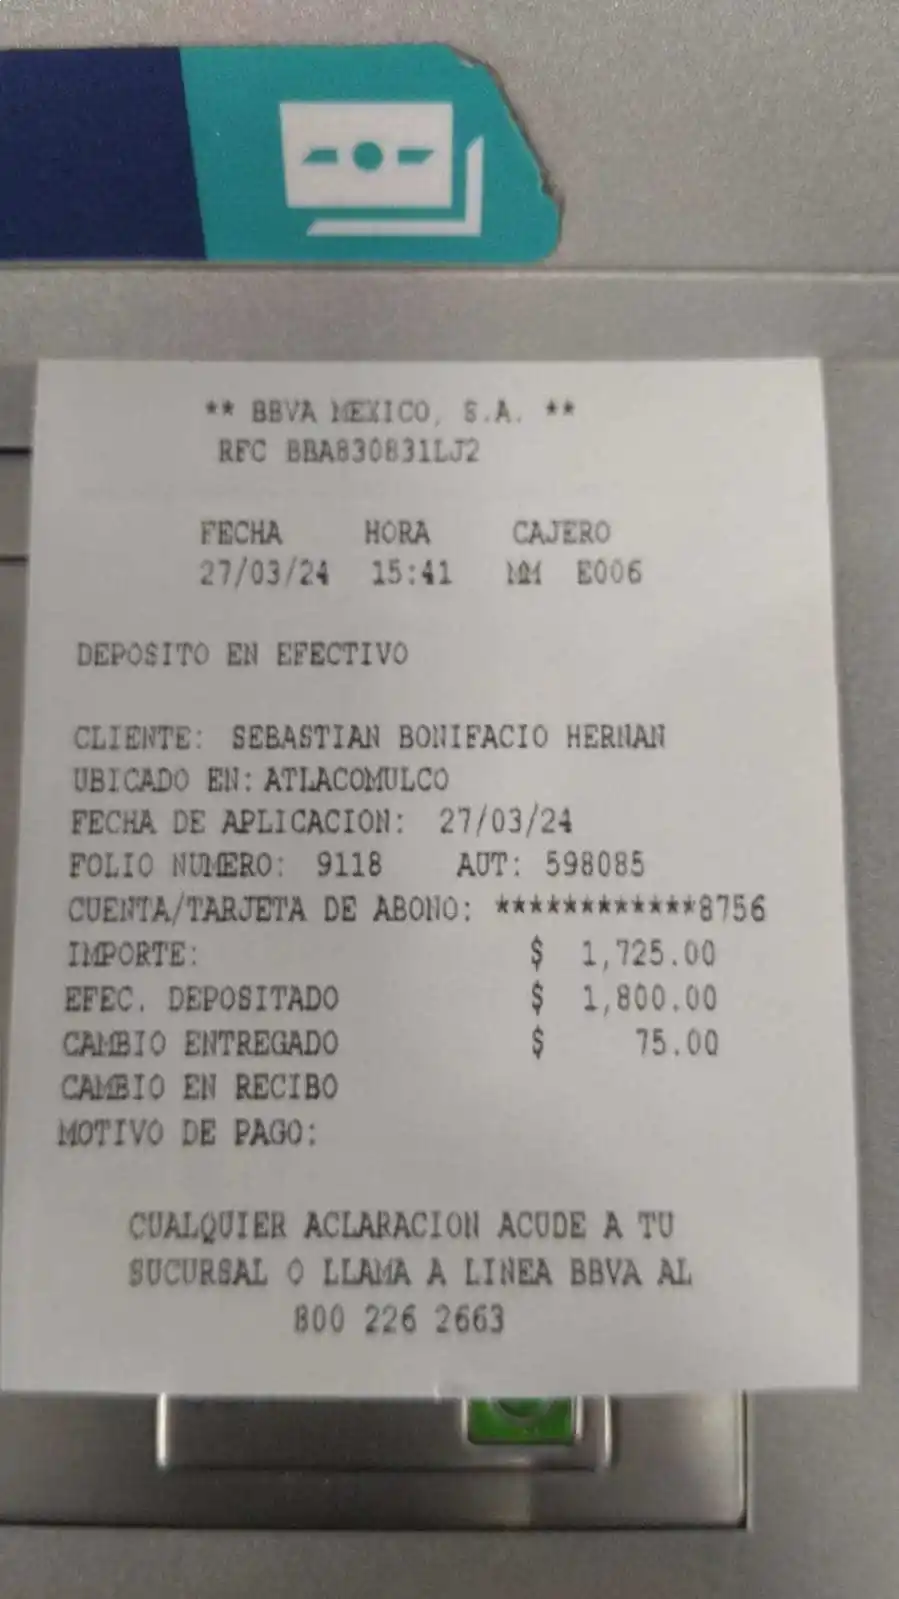 ** BBVA MEXICO, S.A. **
RFC BBA830831LJ2
FECHA HORA CAJERO
27/03/24 15:41 MM E006
DEPOSITO EN EFECTIVO
CLIENTE: SEBASTIAN BONIFACIO HERNAN
UBICADO EN: ATLACOMULCO
FECHA DE APLICACION: 27/03/24
FOLIO NUMERO: 9118 AUT: 598085
CUENTA/TARJETA DE ABONO: ************8756
IMPORTE: $ 1,725.00
EFEC. DEPOSITADO $ 1,800.00
CAMBIO ENTREGADO $ 75.00
CAMBIO EN RECIBO
MOTIVO DE PAGO:
CUALQUIER ACLARACION ACUDE A TU
SUCURSAL O LLAMA A LINEA BBVA AL
800 226 2663